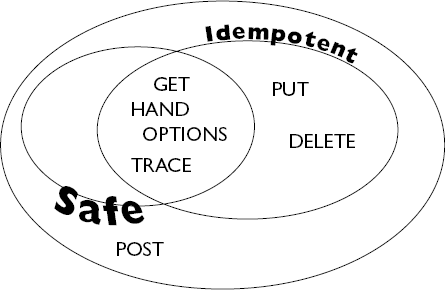 Idempotent
GET
HAND
OPTIONS
TRACE
PUT
DELETE
Safe
POST